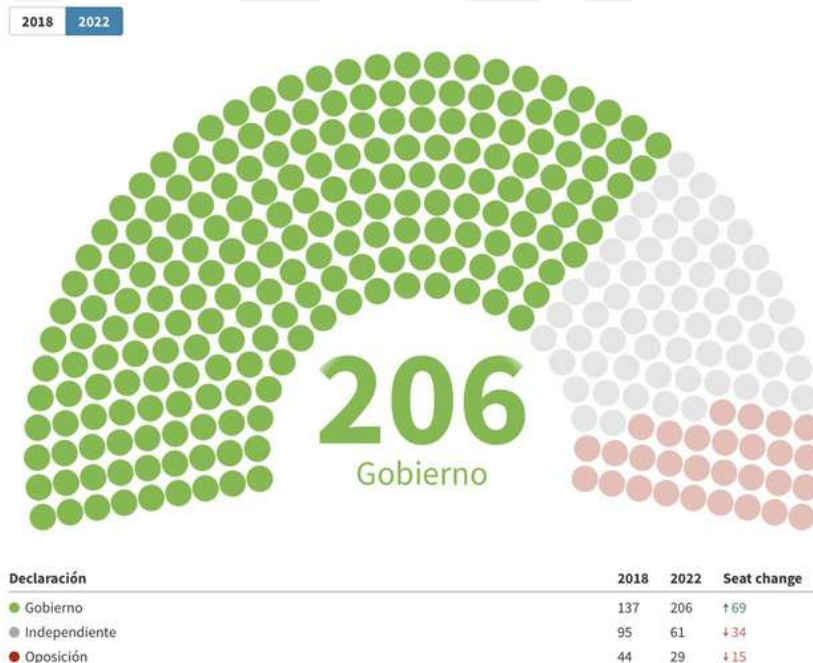 2018 2022
206
Gobierno
Declaración 2018 2022 Seat change
Gobierno 137 206 ↑69
Independiente 95 61 ↓34
Oposición 44 29 ↓15